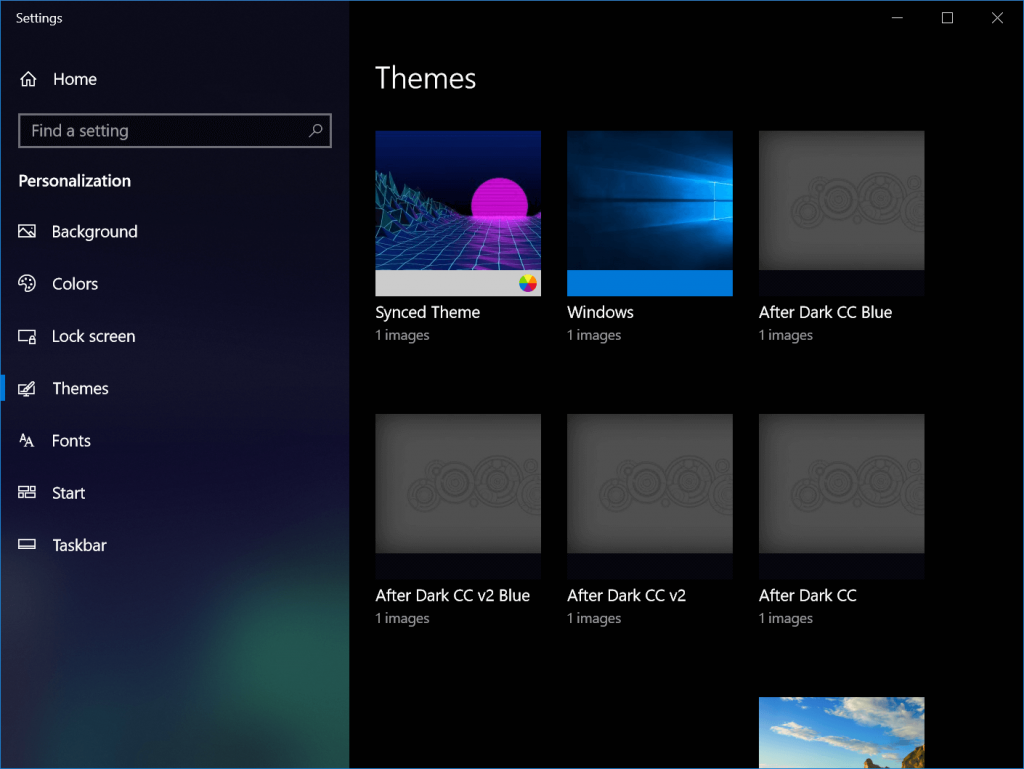 Settings
Home
Find a setting
Personalization
Background
Colors
Lock screen
Themes
Fonts
Start
Taskbar
Themes
Synced Theme
1 images
Windows
1 images
After Dark CC Blue
1 images
After Dark CC v2 Blue
1 images
After Dark CC v2
1 images
After Dark CC
1 images